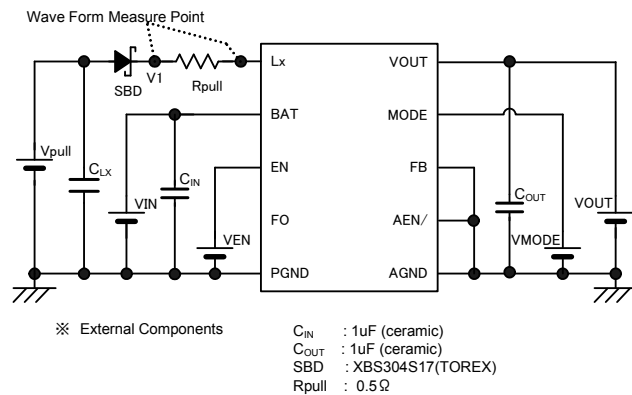 Wave Form Measure Point
V1
SBD
Rpull
Lx
VOUT
BAT
MODE
Vpull
CLX
EN
FB
CIN
VIN
COUT
VOUT
FO
AEN/
VEN
VMODE
PGND
AGND
※ External Components
CIN : 1uF (ceramic)
COUT : 1uF (ceramic)
SBD : XBS304S17(TOREX)
Rpull : 0.5Ω